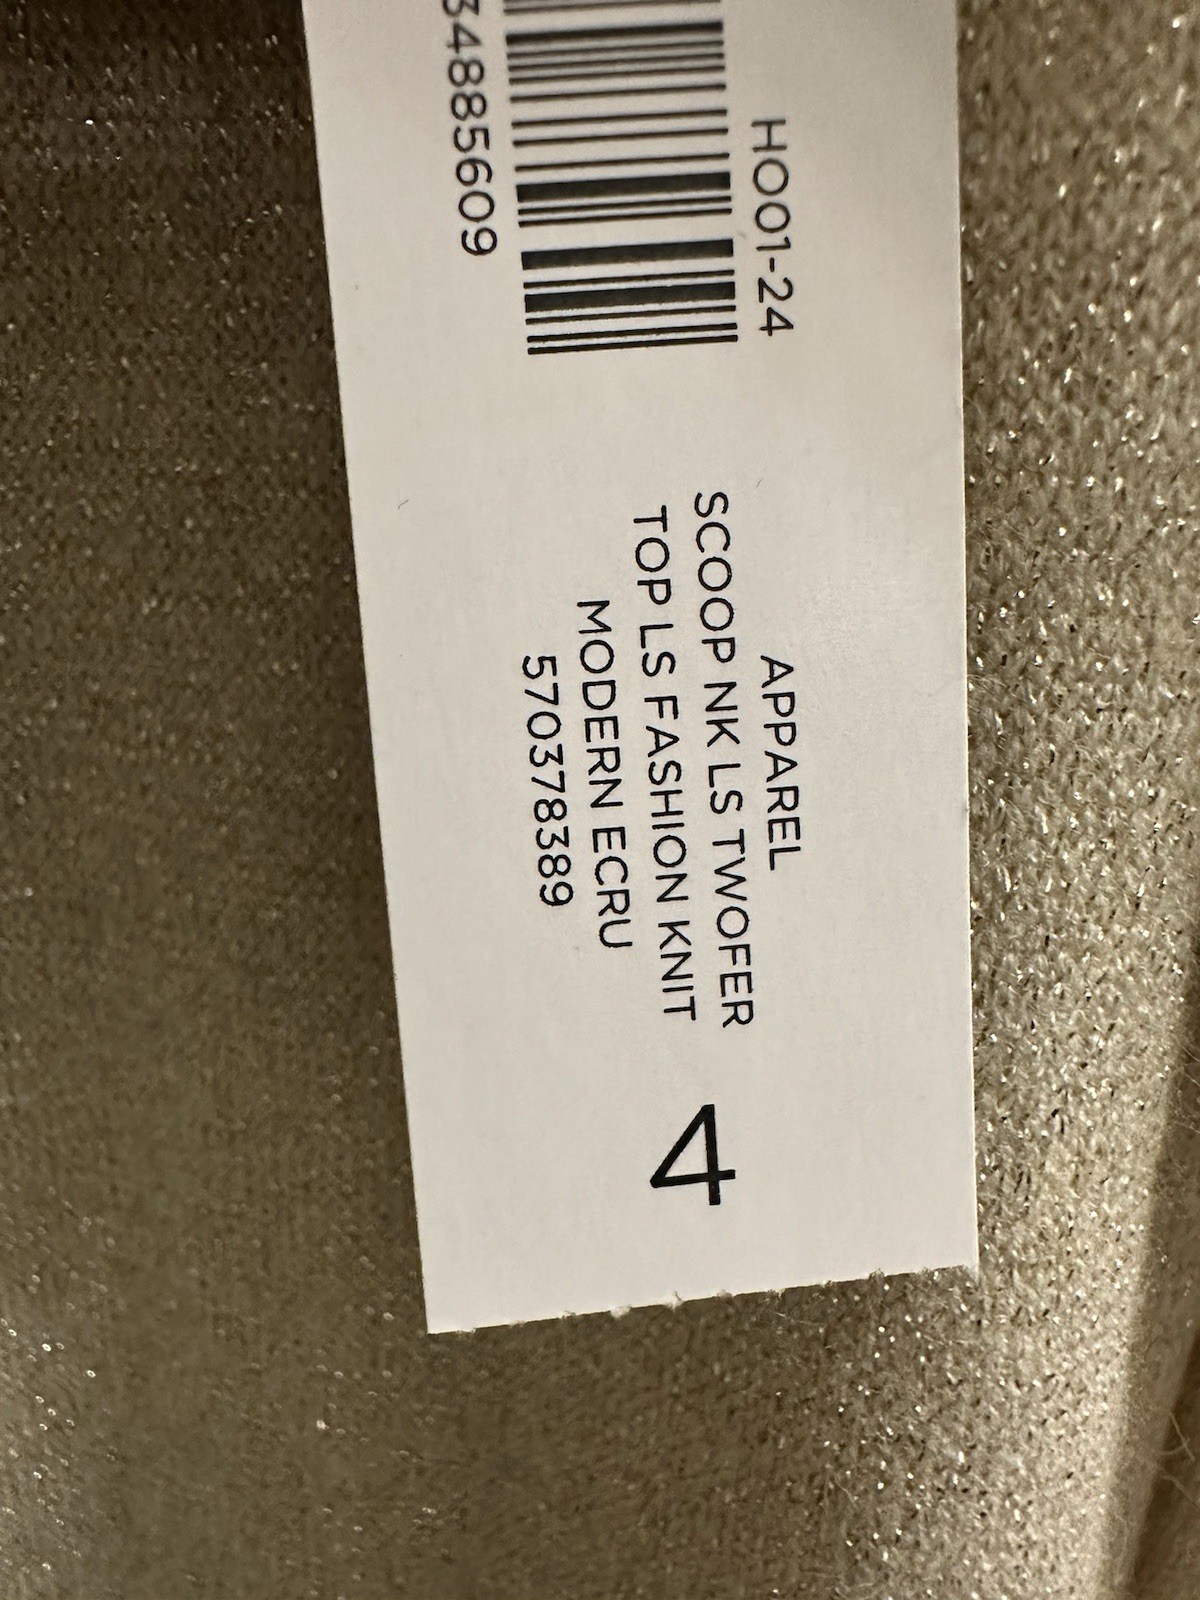 HO01-24
34885609
APPAREL
SCOOP NK LS TWOFER
TOP LS FASHION KNIT
MODERN ECRU
570378389
4